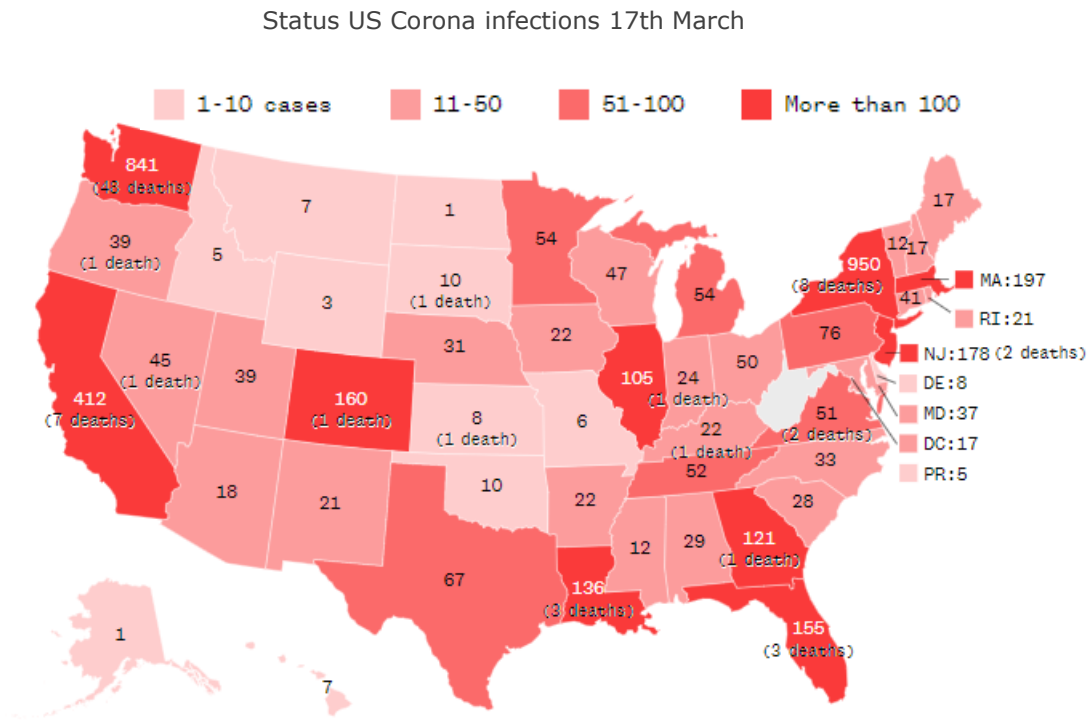 Status US Corona infections 17th March
1-10 cases
11-50
51-100
More than 100
841
(48 deaths)
7
1
54
17
39
(1 death)
5
12
17
950
(8 deaths)
47
10
(1 death)
3
54
MA:197
41
RI:21
76
22
31
45
(1 death)
39
50
NJ:178 (2 deaths)
105
24
(1 death)
DE:8
412
(7 deaths)
160
(1 death)
8
(1 death)
6
51
(2 deaths)
MD:37
22
(1 death)
DC:17
33
52
PR:5
18
21
10
22
28
12
29
121
(1 death)
67
136
(3 deaths)
155
(3 deaths)
1
7